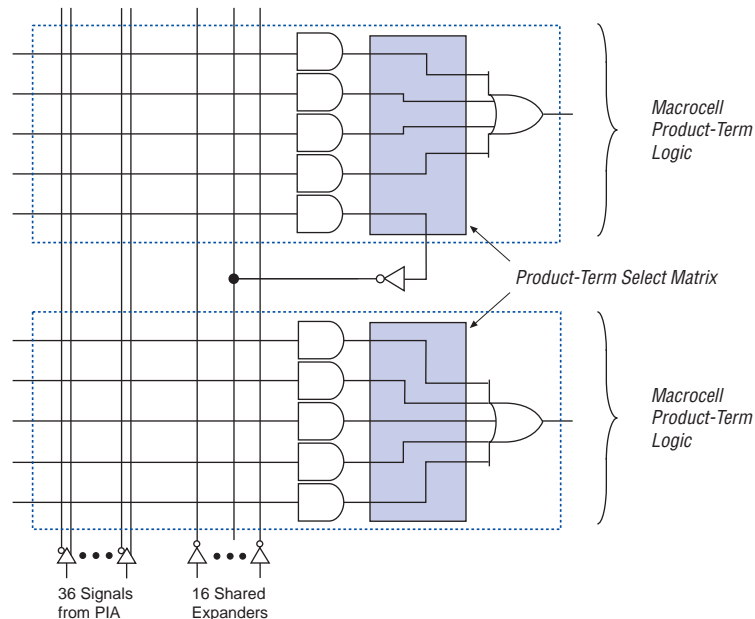 Macrocell
Product-Term
Logic
Product-Term Select Matrix
Macrocell
Product-Term
Logic
36 Signals
from PIA
16 Shared
Expanders